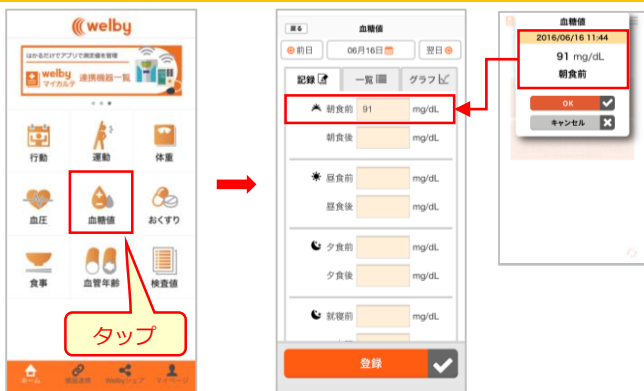 welby
はかるだけでアプリで測定値を管理
welby
マイカルテ
連携機器一覧
行動
運動
体重
血圧
血糖値
おくすり
食事
血管年齢
検査値
タップ
ホーム
機器連携
Welbyシェア
マイページ
戻る
血糖値
前日
06月16日
翌日
記録
一覧
グラフ
朝食前 91 mg/dL
朝食後 mg/dL
昼食前 mg/dL
昼食後 mg/dL
夕食前 mg/dL
夕食後 mg/dL
就寝前 mg/dL
登録
血糖値
2016/06/16 11:44
91 mg/dL
朝食前
OK
キャンセル